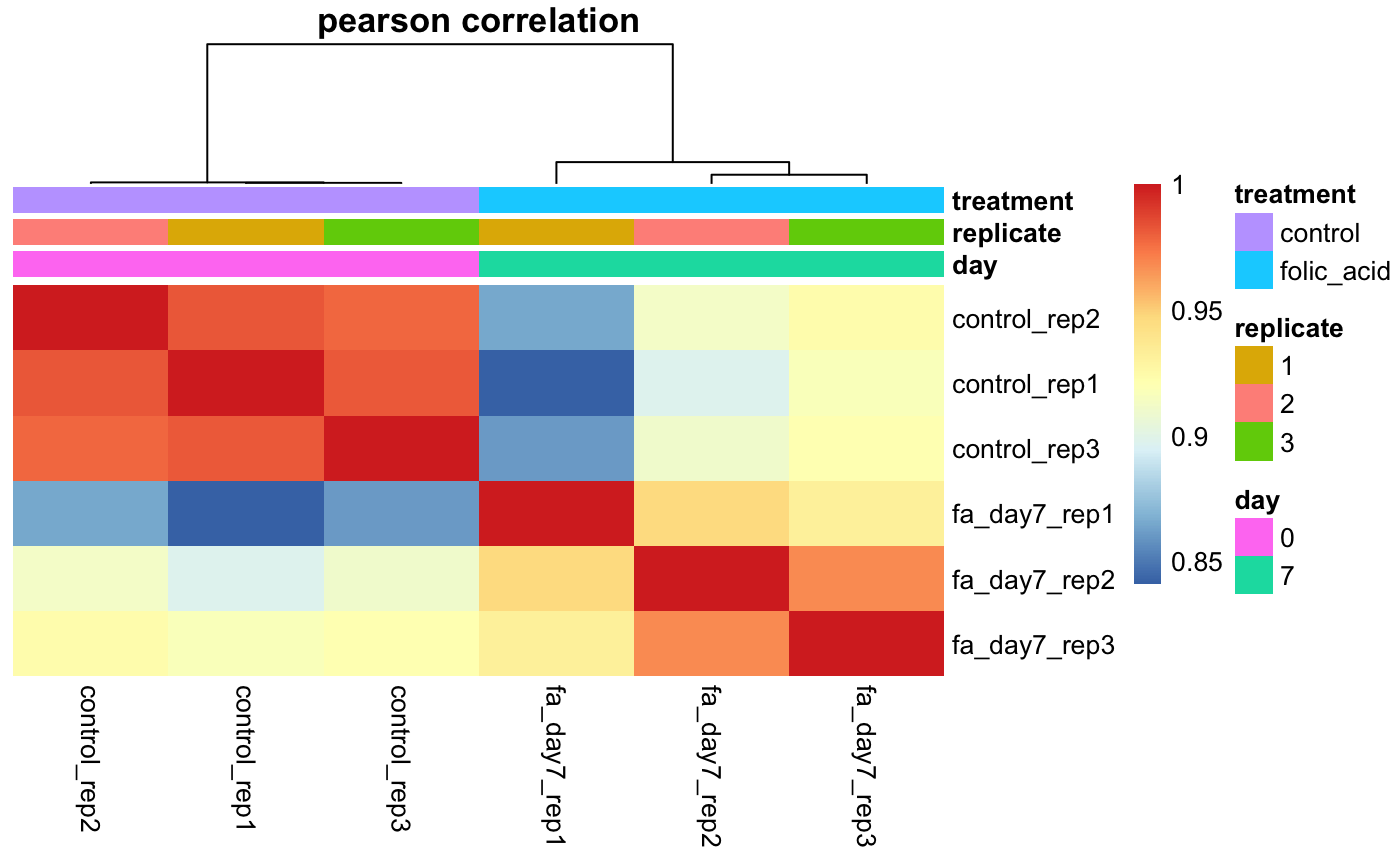 pearson correlation
treatment
replicate
day
control_rep2
control_rep1
control_rep3
fa_day7_rep1
fa_day7_rep2
fa_day7_rep3
control_rep2
control_rep1
control_rep3
fa_day7_rep1
fa_day7_rep2
fa_day7_rep3
1
0.95
0.9
0.85
treatment
control
folic_acid
replicate
1
2
3
day
0
7